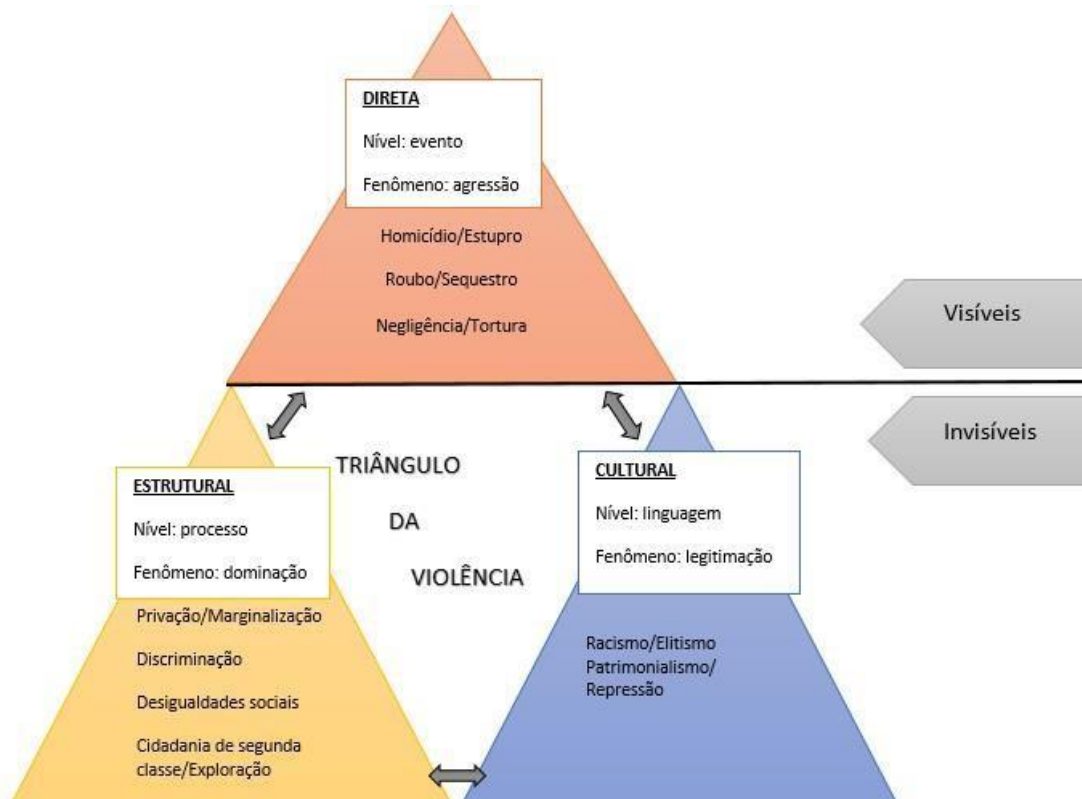 DIRETA
Nível: evento
Fenômeno: agressão
Homicídio/Estupro
Roubo/Sequestro
Negligência/Tortura
Visíveis
Invisíveis
TRIÂNGULO
DA
VIOLÊNCIA
ESTRUTURAL
Nível: processo
Fenômeno: dominação
Privação/Marginalização
Discriminação
Desigualdades sociais
Cidadania de segunda
classe/Exploração
CULTURAL
Nível: linguagem
Fenômeno: legitimação
Racismo/Elitismo
Patrimonialismo/
Repressão